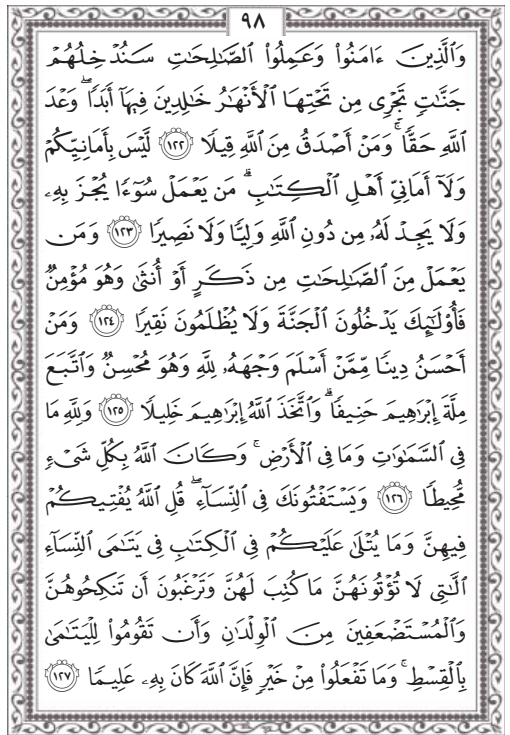 ٩٨
وَالَّذِينَ ءَامَنُوا۟ وَعَمِلُوا۟ الصَّٰلِحَٰتِ سَنُدْخِلُهُمْ
جَنَّٰتٍ تَجْرِى مِن تَحْتِهَا الْأَنْهَٰرُ خَٰلِدِينَ فِيهَآ أَبَدًا ۖ وَعْدَ
اللَّهِ حَقًّا ۚ وَمَنْ أَصْدَقُ مِنَ اللَّهِ قِيلًا ١٢٢ لَّيْسَ بِأَمَانِيِّكُمْ
وَلَآ أَمَانِىِّ أَهْلِ الْكِتَٰبِ ۗ مَن يَعْمَلْ سُوٓءًا يُجْزَ بِهِۦ
وَلَا يَجِدْ لَهُۥ مِن دُونِ اللَّهِ وَلِيًّا وَلَا نَصِيرًا ١٢٣ وَمَن
يَعْمَلْ مِنَ الصَّٰلِحَٰتِ مِن ذَكَرٍ أَوْ أُنثَىٰ وَهُوَ مُؤْمِنٌ
فَأُو۟لَٰٓئِكَ يَدْخُلُونَ الْجَنَّةَ وَلَا يُظْلَمُونَ نَقِيرًا ١٢٤ وَمَنْ
أَحْسَنُ دِينًا مِّمَّنْ أَسْلَمَ وَجْهَهُۥ لِلَّهِ وَهُوَ مُحْسِنٌ وَاتَّبَعَ
مِلَّةَ إِبْرَٰهِيمَ حَنِيفًا ۗ وَاتَّخَذَ اللَّهُ إِبْرَٰهِيمَ خَلِيلًا ١٢٥ وَلِلَّهِ مَا
فِى السَّمَٰوَٰتِ وَمَا فِى الْأَرْضِ ۚ وَكَانَ اللَّهُ بِكُلِّ شَىْءٍ
مُّحِيطًا ١٢٦ وَيَسْتَفْتُونَكَ فِى النِّسَآءِ ۖ قُلِ اللَّهُ يُفْتِيكُمْ
فِيهِنَّ وَمَا يُتْلَىٰ عَلَيْكُمْ فِى الْكِتَٰبِ فِى يَتَٰمَى النِّسَآءِ
الَّٰتِى لَا تُؤْتُونَهُنَّ مَا كُتِبَ لَهُنَّ وَتَرْغَبُونَ أَن تَنكِحُوهُنَّ
وَالْمُسْتَضْعَفِينَ مِنَ الْوِلْدَٰنِ وَأَن تَقُومُوا۟ لِلْيَتَٰمَىٰ
بِالْقِسْطِ ۚ وَمَا تَفْعَلُوا۟ مِنْ خَيْرٍ فَإِنَّ اللَّهَ كَانَ بِهِۦ عَلِيمًا ١٢٧